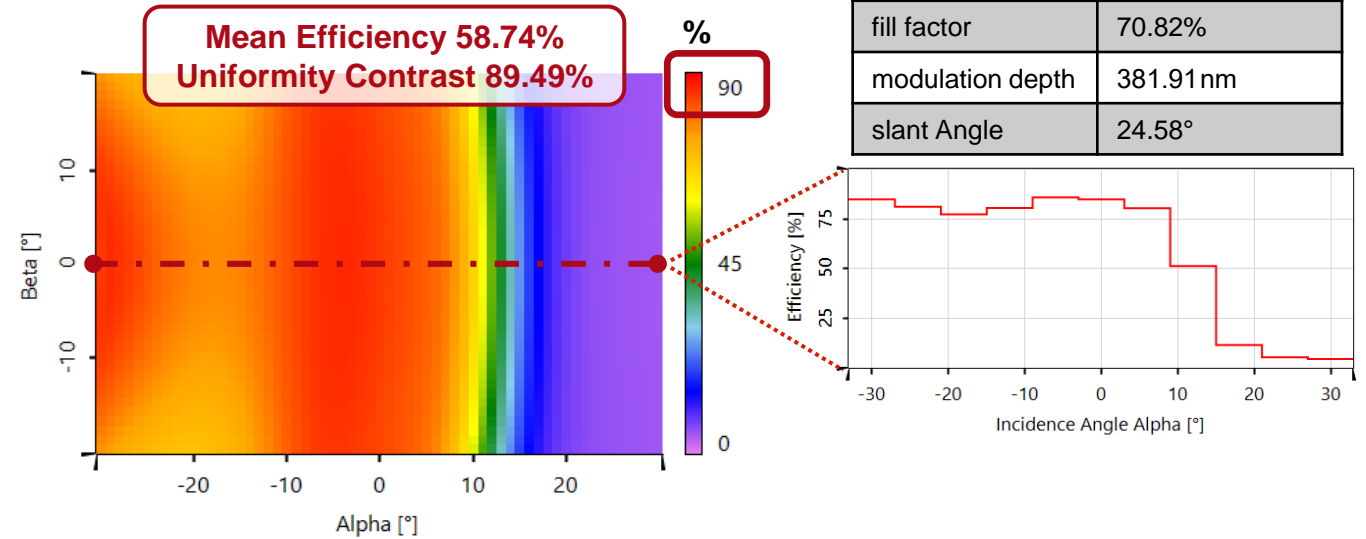 Mean Efficiency 58.74%
Uniformity Contrast 89.49%
%
90
45
0
10
0
-10
Beta [°]
-20
-10
0
10
20
Alpha [°]
fill factor 70.82%
modulation depth 381.91 nm
slant Angle 24.58°
75
50
25
Efficiency [%]
-30
-20
-10
0
10
20
30
Incidence Angle Alpha [°]